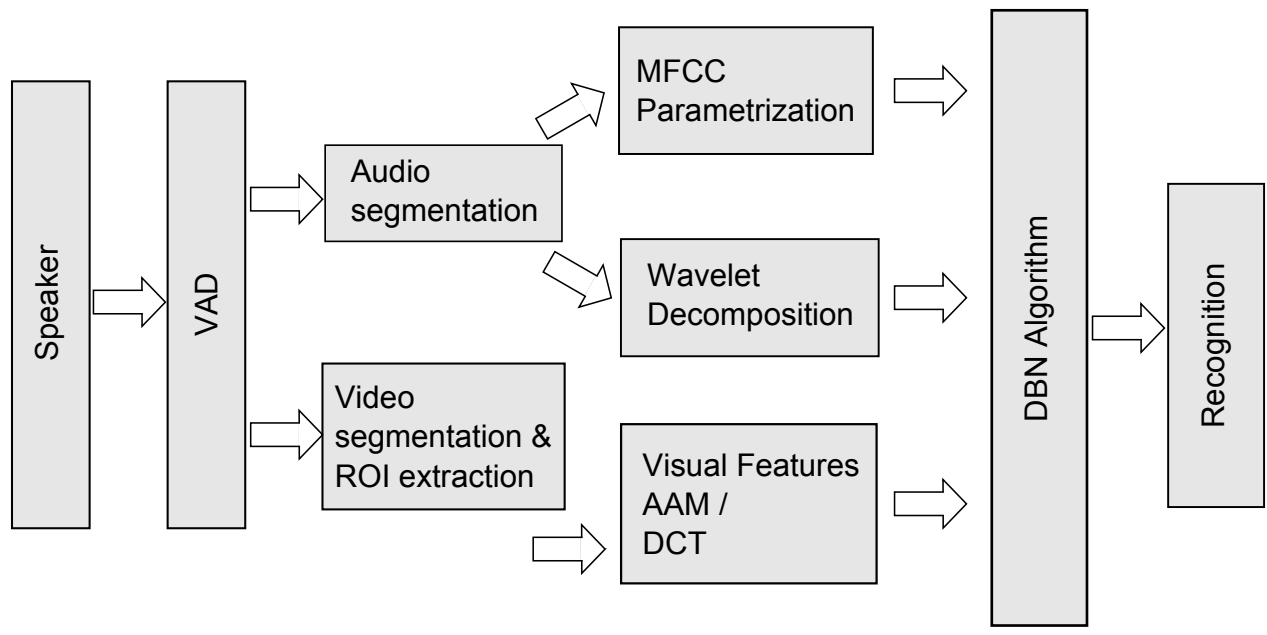 Speaker
VAD
Audio
segmentation
Video
segmentation &
ROI extraction
MFCC
Parametrization
Wavelet
Decomposition
Visual Features
AAM /
DCT
DBN Algorithm
Recognition